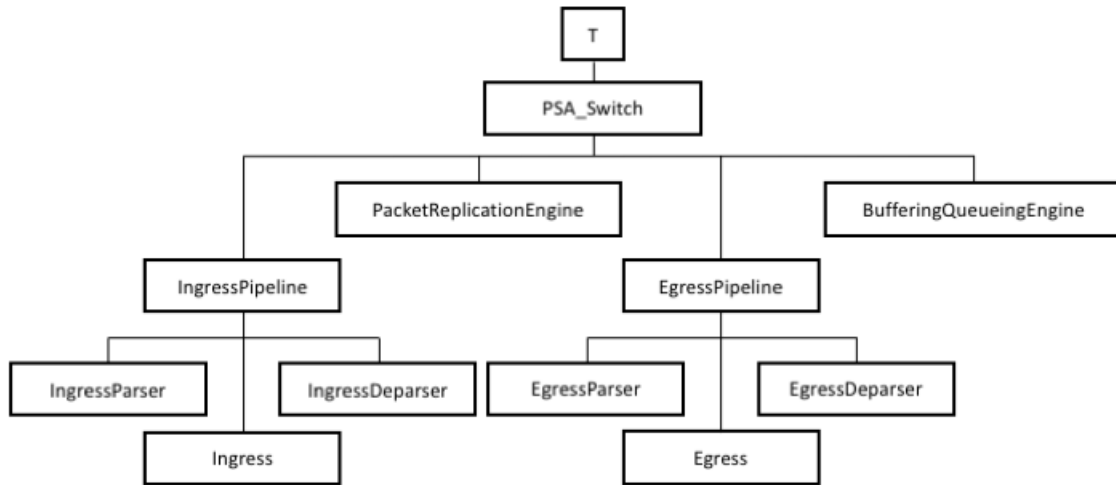 T
PSA_Switch
PacketReplicationEngine
BufferingQueueingEngine
IngressPipeline
EgressPipeline
IngressParser
IngressDeparser
EgressParser
EgressDeparser
Ingress
Egress